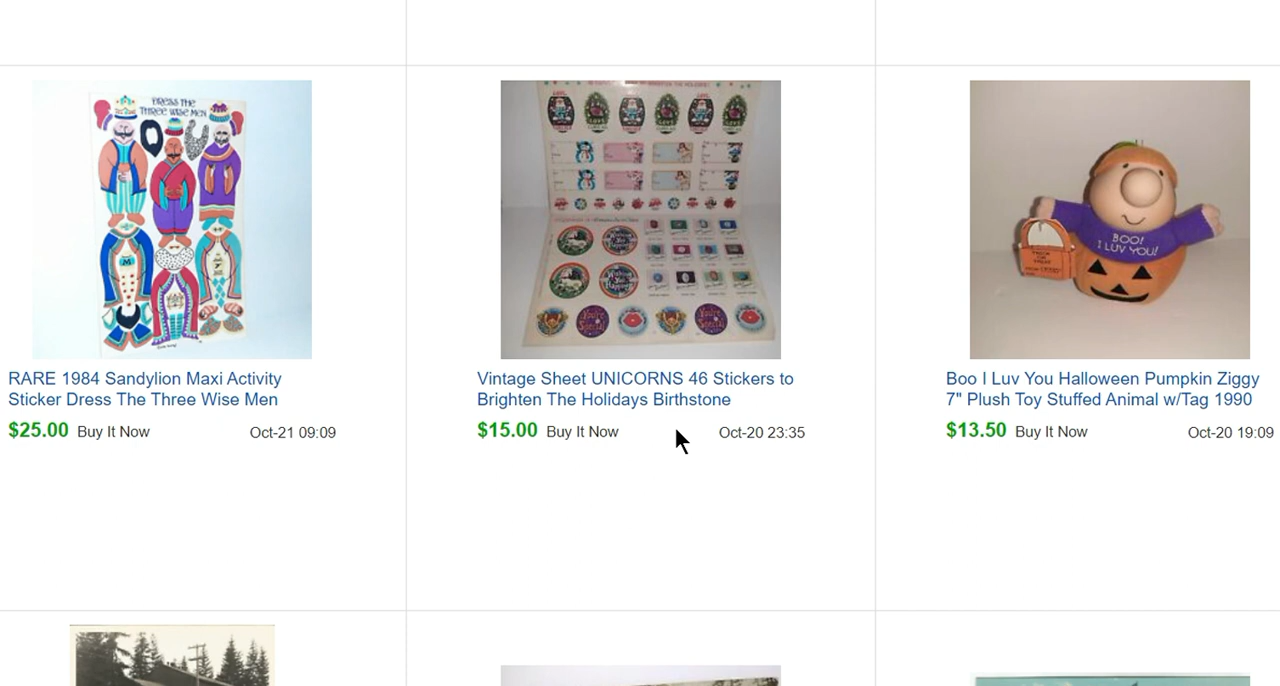 DRESS THE
THREE WISE MEN
BOO!
I LUV YOU!
RARE 1984 Sandylion Maxi Activity
Sticker Dress The Three Wise Men
$25.00 Buy It Now Oct-21 09:09
Vintage Sheet UNICORNS 46 Stickers to
Brighten The Holidays Birthstone
$15.00 Buy It Now Oct-20 23:35
Boo I Luv You Halloween Pumpkin Ziggy
7" Plush Toy Stuffed Animal w/Tag 1990
$13.50 Buy It Now Oct-20 19:09